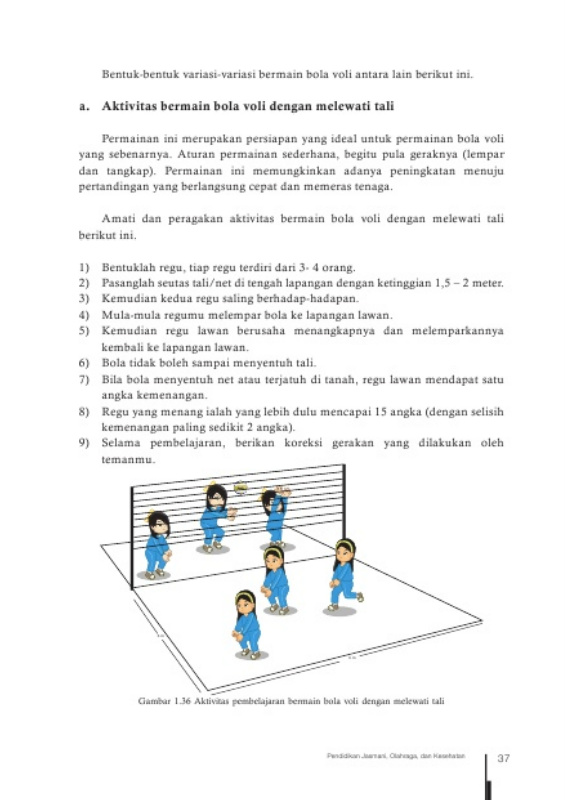 Bentuk-bentuk variasi-variasi bermain bola voli antara lain berikut ini.
a. Aktivitas bermain bola voli dengan melewati tali
Permainan ini merupakan persiapan yang ideal untuk permainan bola voli
yang sebenarnya. Aturan permainan sederhana, begitu pula geraknya (lempar
dan tangkap). Permainan ini memungkinkan adanya peningkatan menuju
pertandingan yang berlangsung cepat dan memeras tenaga.
Amati dan peragakan aktivitas bermain bola voli dengan melewati tali
berikut ini.
1) Bentuklah regu, tiap regu terdiri dari 3- 4 orang.
2) Pasanglah seutas tali/net di tengah lapangan dengan ketinggian 1,5 – 2 meter.
3) Kemudian kedua regu saling berhadap-hadapan.
4) Mula-mula regumu melempar bola ke lapangan lawan.
5) Kemudian regu lawan berusaha menangkapnya dan melemparkannya
kembali ke lapangan lawan.
6) Bola tidak boleh sampai menyentuh tali.
7) Bila bola menyentuh net atau terjatuh di tanah, regu lawan mendapat satu
angka kemenangan.
8) Regu yang menang ialah yang lebih dulu mencapai 15 angka (dengan selisih
kemenangan paling sedikit 2 angka).
9) Selama pembelajaran, berikan koreksi gerakan yang dilakukan oleh
temanmu.
Gambar 1.36 Aktivitas pembelajaran bermain bola voli dengan melewati tali
Pendidikan Jasmani, Olahraga, dan Kesehatan
37